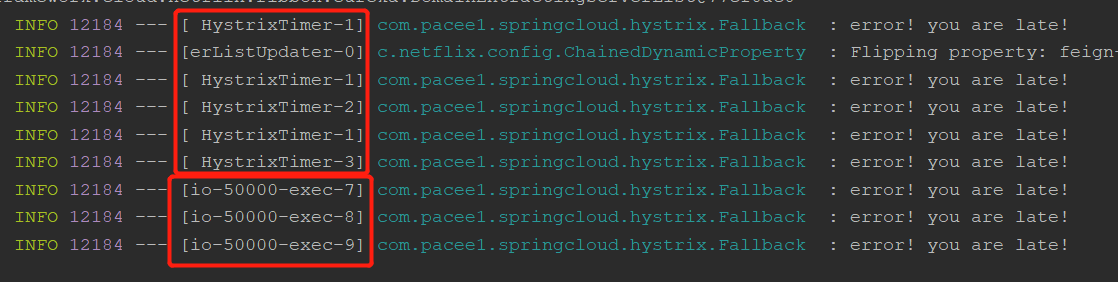 INFO 12184 --- [ HystrixTimer-1] com.pacee1.springcloud.hystrix.Fallback : error! you are late!
INFO 12184 --- [erListUpdater-0] c.netflix.config.ChainedDynamicProperty : Flipping property: feign-
INFO 12184 --- [ HystrixTimer-1] com.pacee1.springcloud.hystrix.Fallback : error! you are late!
INFO 12184 --- [ HystrixTimer-2] com.pacee1.springcloud.hystrix.Fallback : error! you are late!
INFO 12184 --- [ HystrixTimer-1] com.pacee1.springcloud.hystrix.Fallback : error! you are late!
INFO 12184 --- [ HystrixTimer-3] com.pacee1.springcloud.hystrix.Fallback : error! you are late!
INFO 12184 --- [io-50000-exec-7] com.pacee1.springcloud.hystrix.Fallback : error! you are late!
INFO 12184 --- [io-50000-exec-8] com.pacee1.springcloud.hystrix.Fallback : error! you are late!
INFO 12184 --- [io-50000-exec-9] com.pacee1.springcloud.hystrix.Fallback : error! you are late!